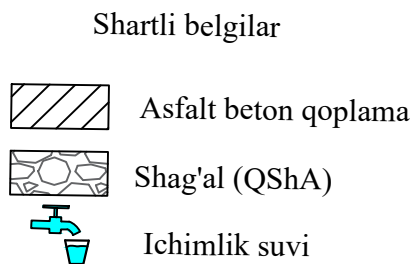 Shartli belgilar
Asfalt beton qoplama
Shag'al (QShA)
Ichimlik suvi